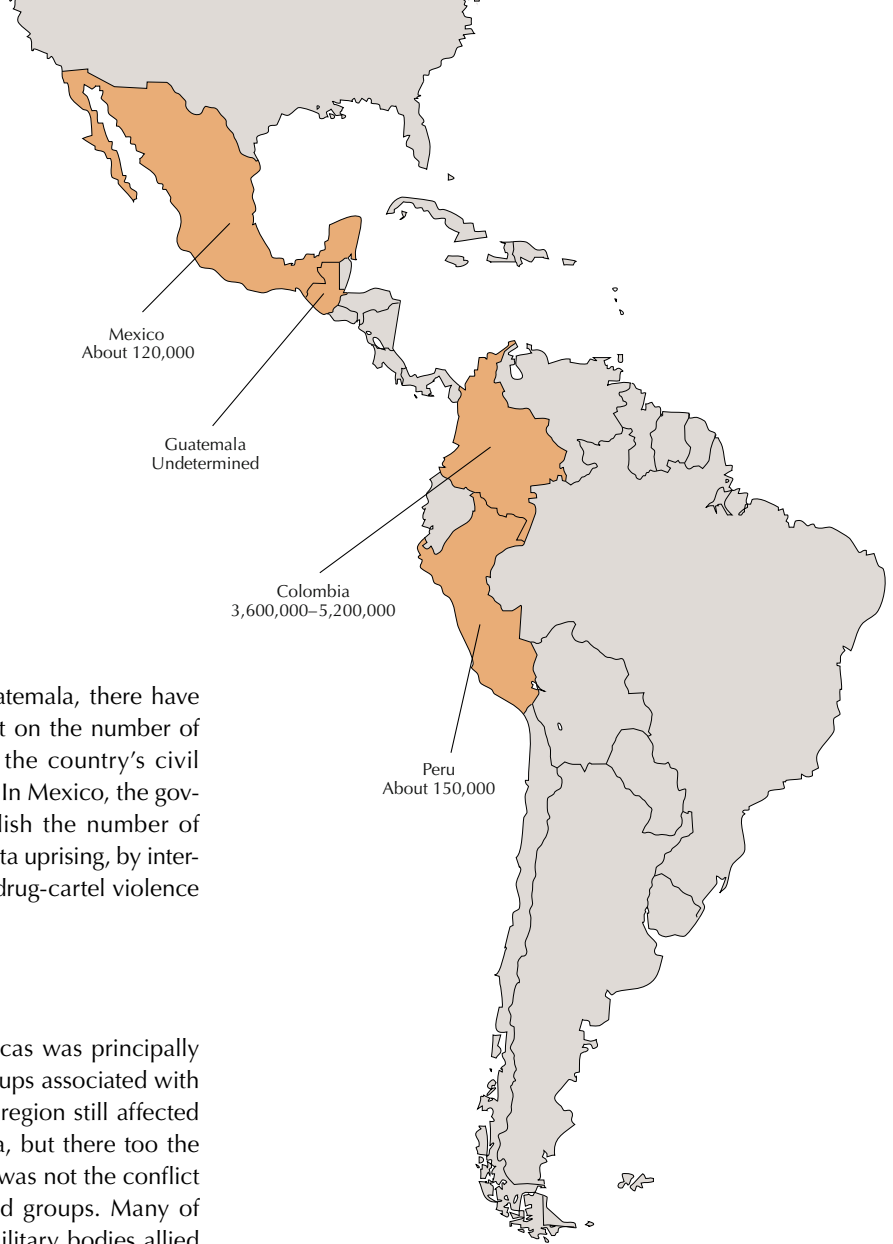 Mexico
About 120,000
Guatemala
Undetermined
Colombia
3,600,000–5,200,000
Peru
About 150,000
atemala, there have
t on the number of
the country’s civil
In Mexico, the gov-
lish the number of
ta uprising, by inter-
drug-cartel violence
cas was principally
ups associated with
region still affected
a, but there too the
was not the conflict
d groups. Many of
military bodies allied